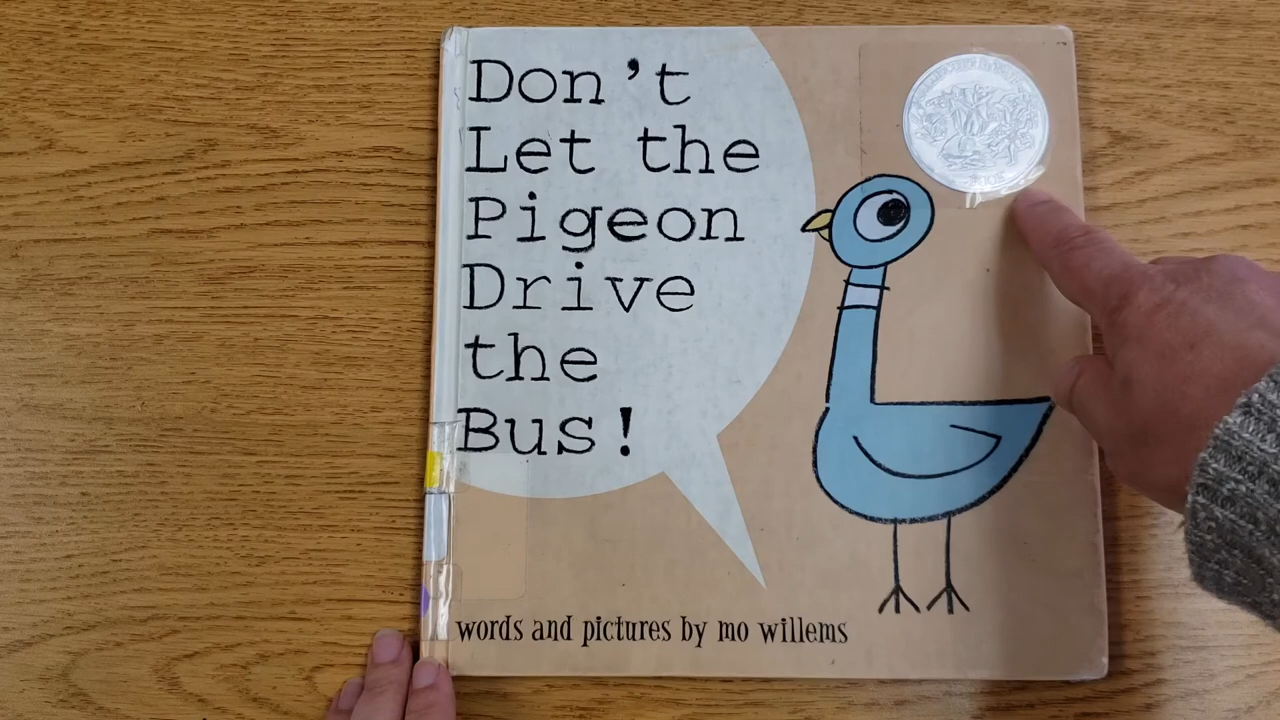 Don't
Let the
Pigeon
Drive
the
Bus!
words and pictures by mo willems